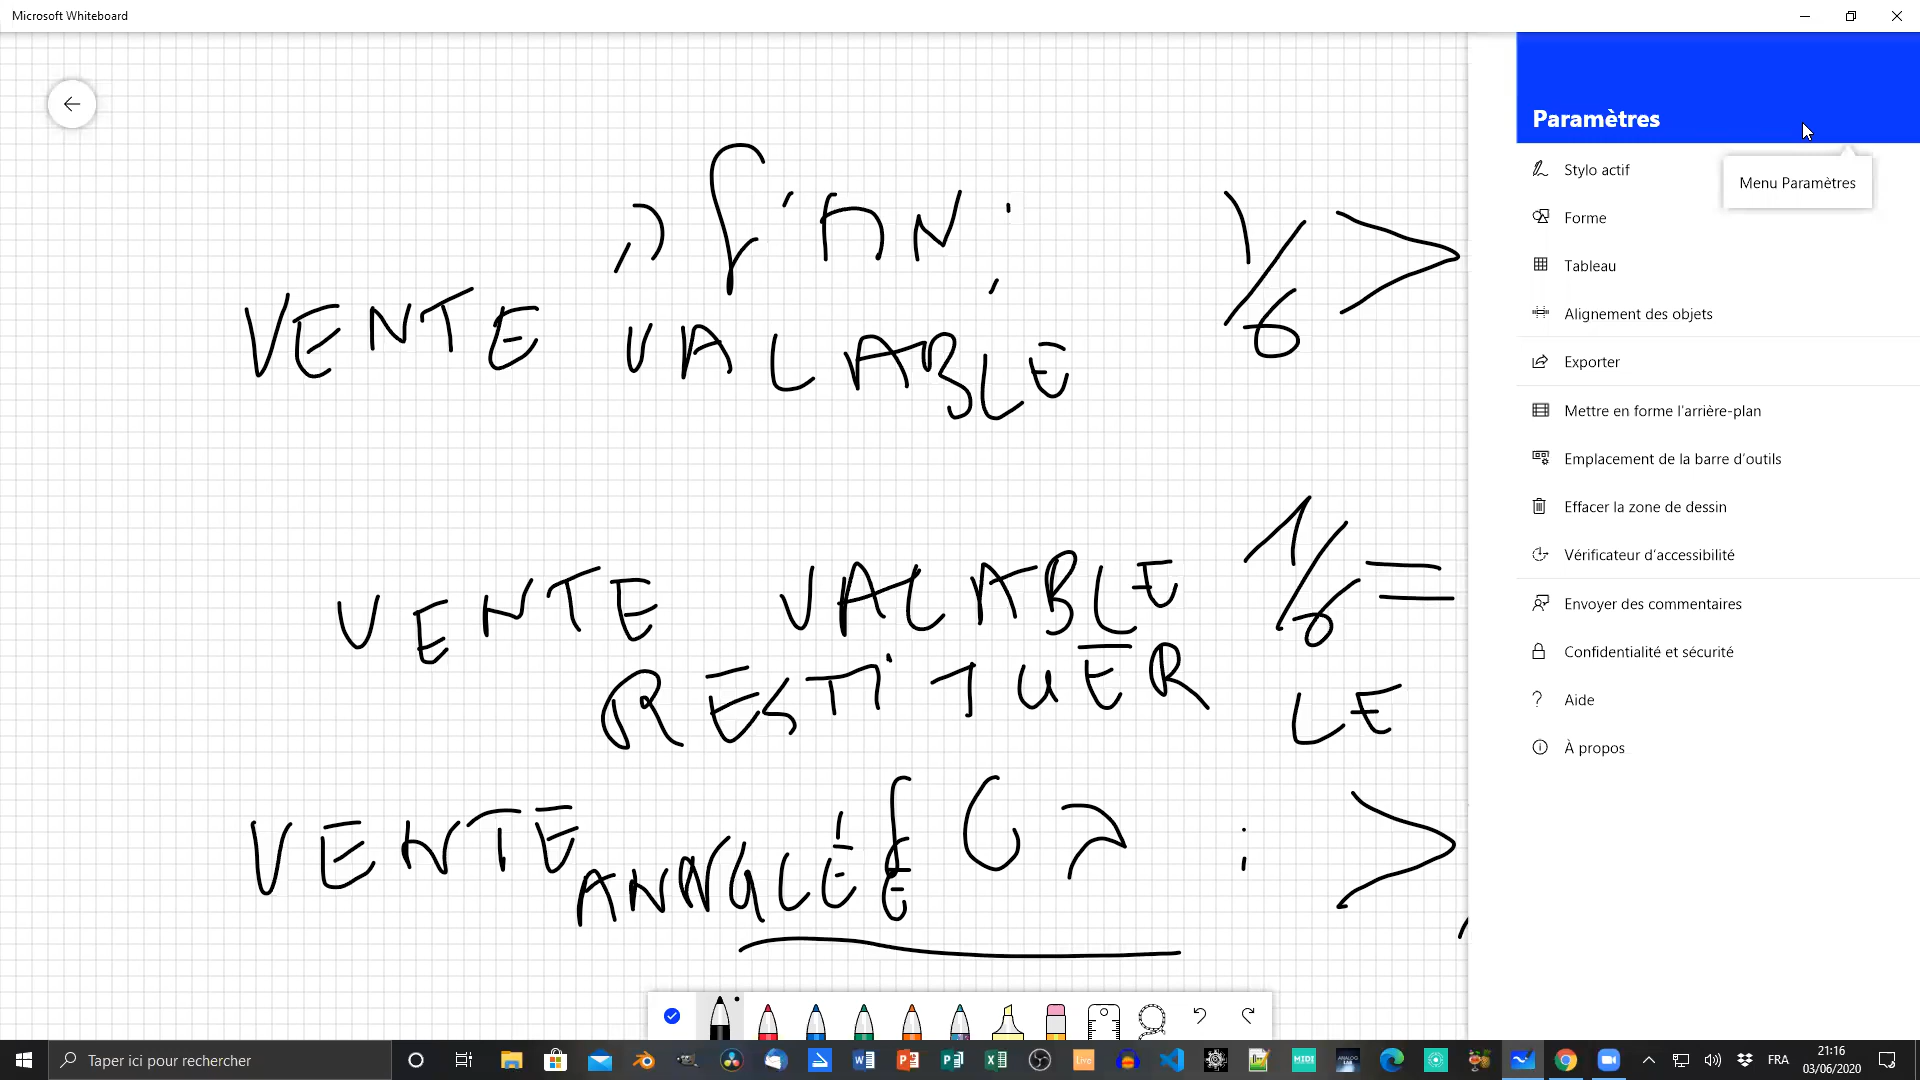 Microsoft Whiteboard
1/6 >
VENTE VALABLE
VENTE VALABLE 1/6 =
RESTITUER LE
VENTE ANNULÉE :
>
Paramètres
Menu Paramètres
Stylo actif
Forme
Tableau
Alignement des objets
Exporter
Mettre en forme l'arrière-plan
Emplacement de la barre d'outils
Effacer la zone de dessin
Vérificateur d'accessibilité
Envoyer des commentaires
Confidentialité et sécurité
Aide
À propos
Taper ici pour rechercher
FRA
21:16
03/06/2020